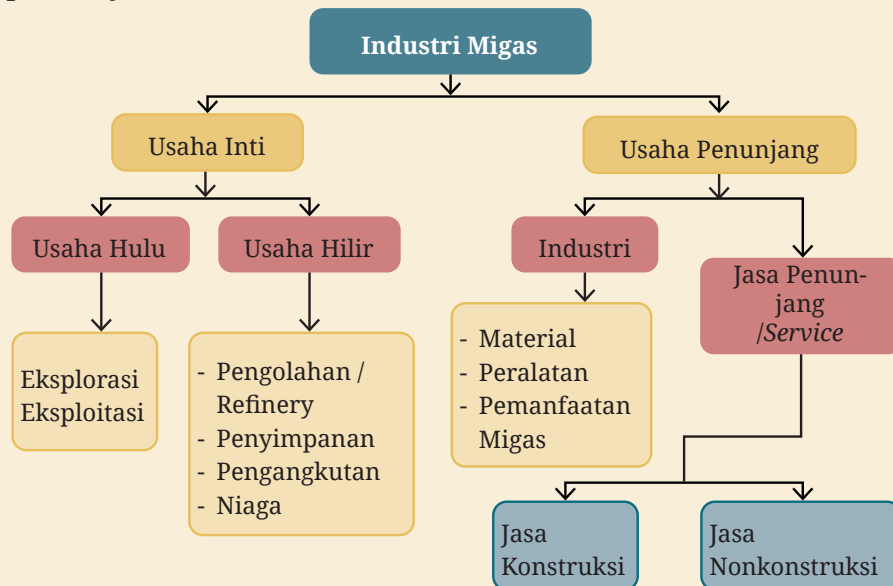 Industri Migas
Usaha Inti
Usaha Penunjang
Usaha Hulu
Usaha Hilir
Industri
Jasa Penun-
jang
/Service
Eksplorasi
Eksploitasi
- Pengolahan /
Refinery
- Penyimpanan
- Pengangkutan
- Niaga
- Material
- Peralatan
- Pemanfaatan
Migas
Jasa
Konstruksi
Jasa
Nonkonstruksi